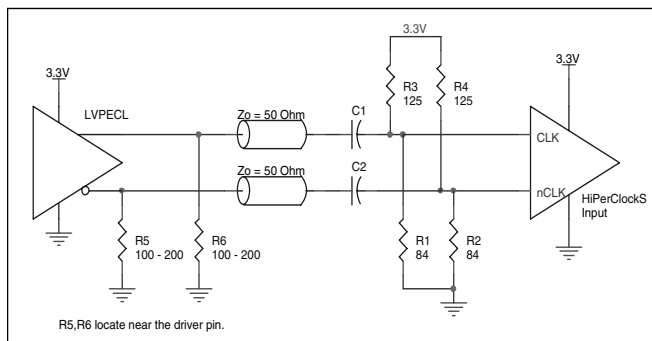 3.3V
3.3V
3.3V
LVPECL
Zo = 50 Ohm
C1
R3
125
R4
125
CLK
Zo = 50 Ohm
C2
nCLK
HiPerClockS
Input
R5
100 - 200
R6
100 - 200
R1
84
R2
84
R5,R6 locate near the driver pin.